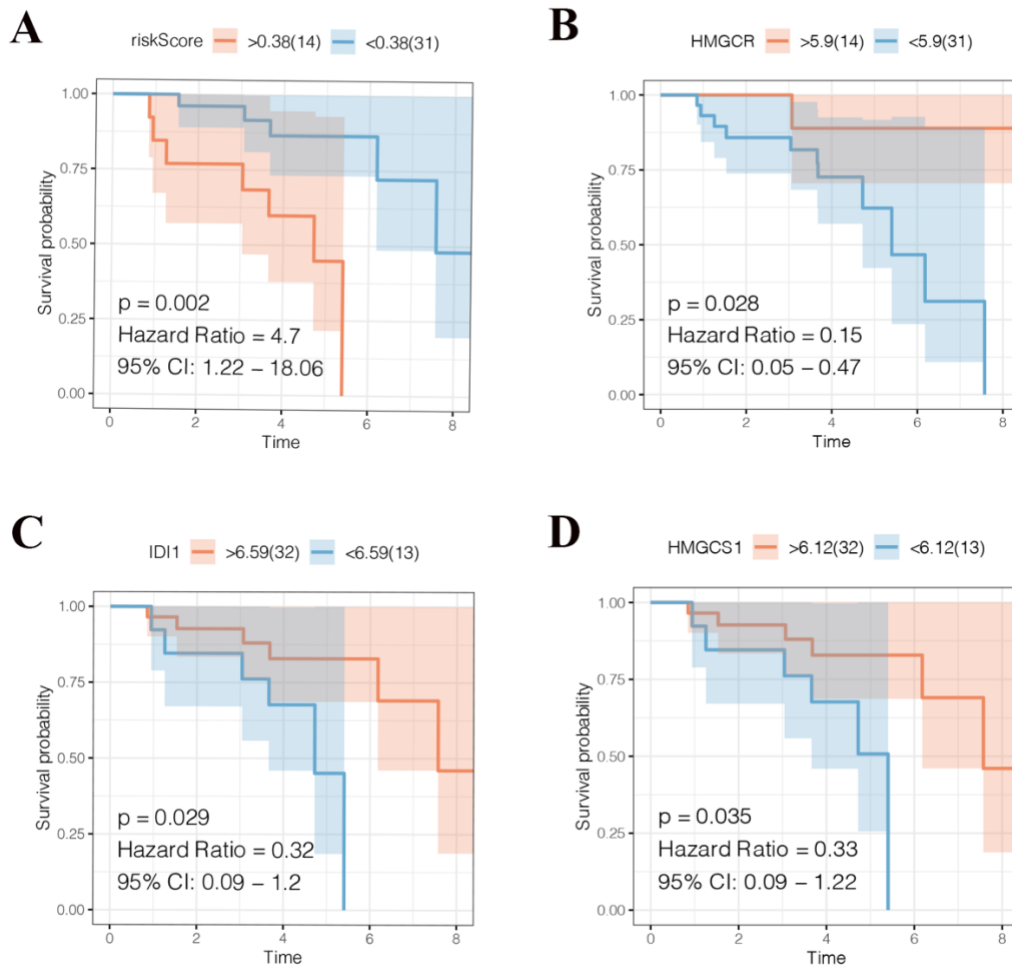 A
riskScore >0.38(14) <0.38(31)
Survival probability
1.00
0.75
0.50
0.25
0.00
p = 0.002
Hazard Ratio = 4.7
95% CI: 1.22 – 18.06
0 2 4 6 8
Time
B
HMGCR >5.9(14) <5.9(31)
Survival probability
1.00
0.75
0.50
0.25
0.00
p = 0.028
Hazard Ratio = 0.15
95% CI: 0.05 – 0.47
0 2 4 6 8
Time
C
IDI1 >6.59(32) <6.59(13)
Survival probability
1.00
0.75
0.50
0.25
0.00
p = 0.029
Hazard Ratio = 0.32
95% CI: 0.09 – 1.2
0 2 4 6 8
Time
D
HMGCS1 >6.12(32) <6.12(13)
Survival probability
1.00
0.75
0.50
0.25
0.00
p = 0.035
Hazard Ratio = 0.33
95% CI: 0.09 – 1.22
0 2 4 6 8
Time